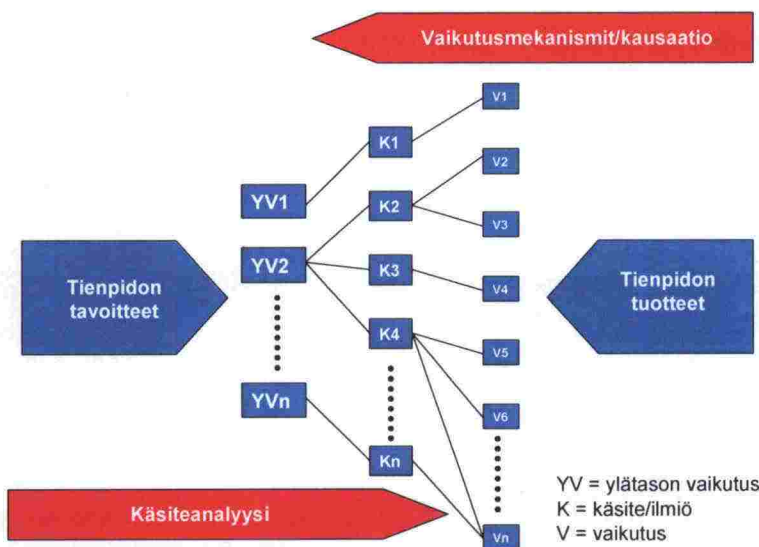 Vaikutusmekanismit/kausaatio
V1
K1
V2
YV1
K2
V3
Tienpidon
tavoitteet
YV2
K3
V4
Tienpidon
tuotteet
K4
V5
YVn
V6
Kn
Käsiteanalyysi
Vn
YV = ylätason vaikutus
K = käsite/ilmiö
V = vaikutus